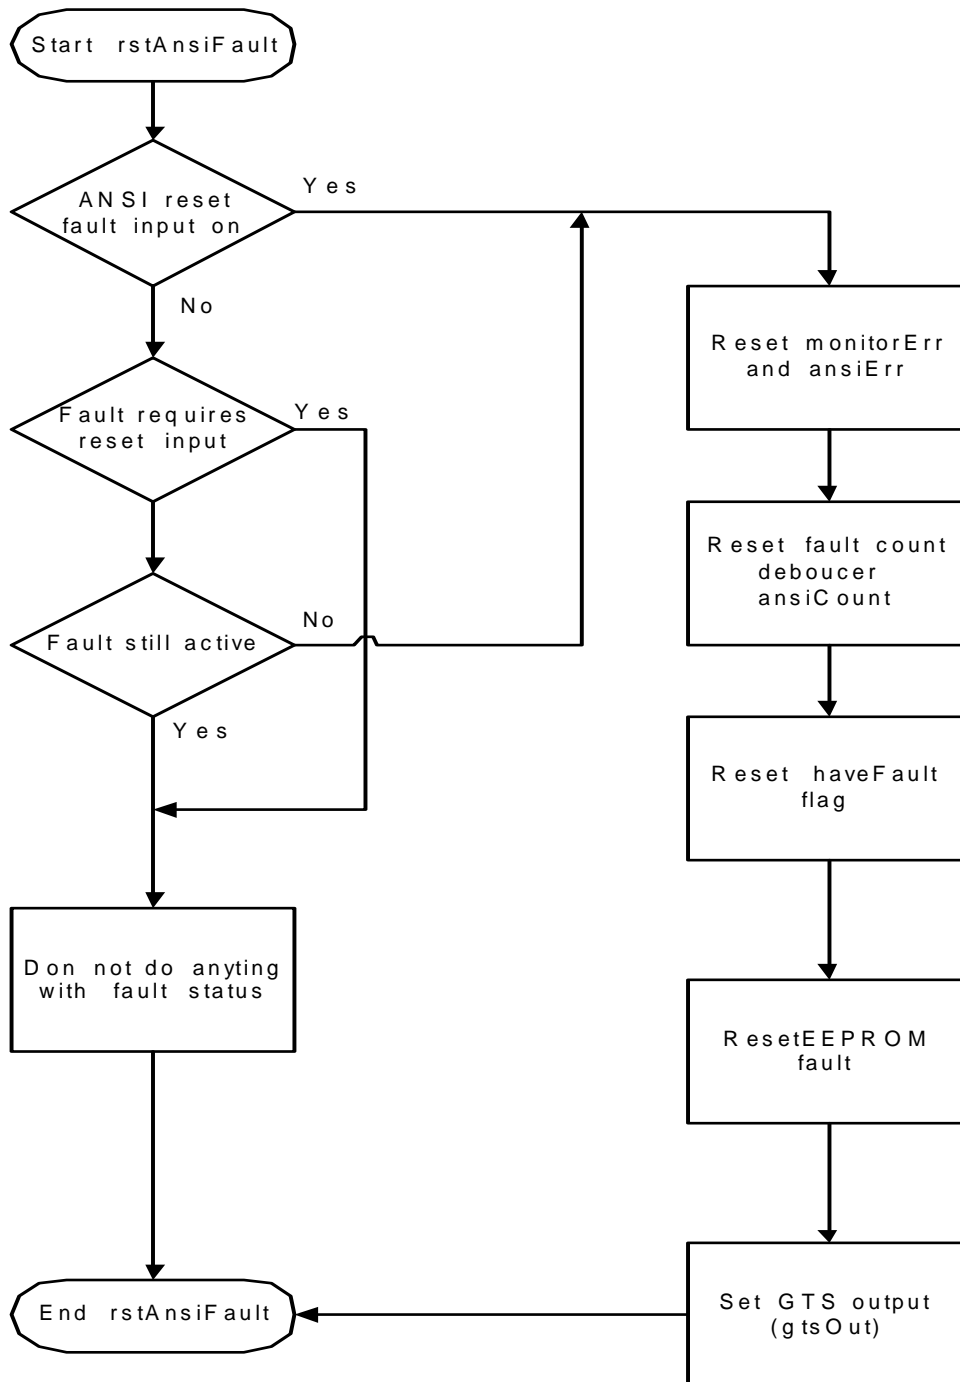 Start rstAnsiFault
ANSI reset
fault input on
Yes
No
Fault requires
reset input
Yes
Fault still active
No
Yes
Don not do anyting
with fault status
End rstAnsiFault
Reset monitorErr
and ansiErr
Reset fault count
deboucer
ansiCount
Reset haveFault
flag
ResetEEPROM
fault
Set GTS output
(gtsOut)